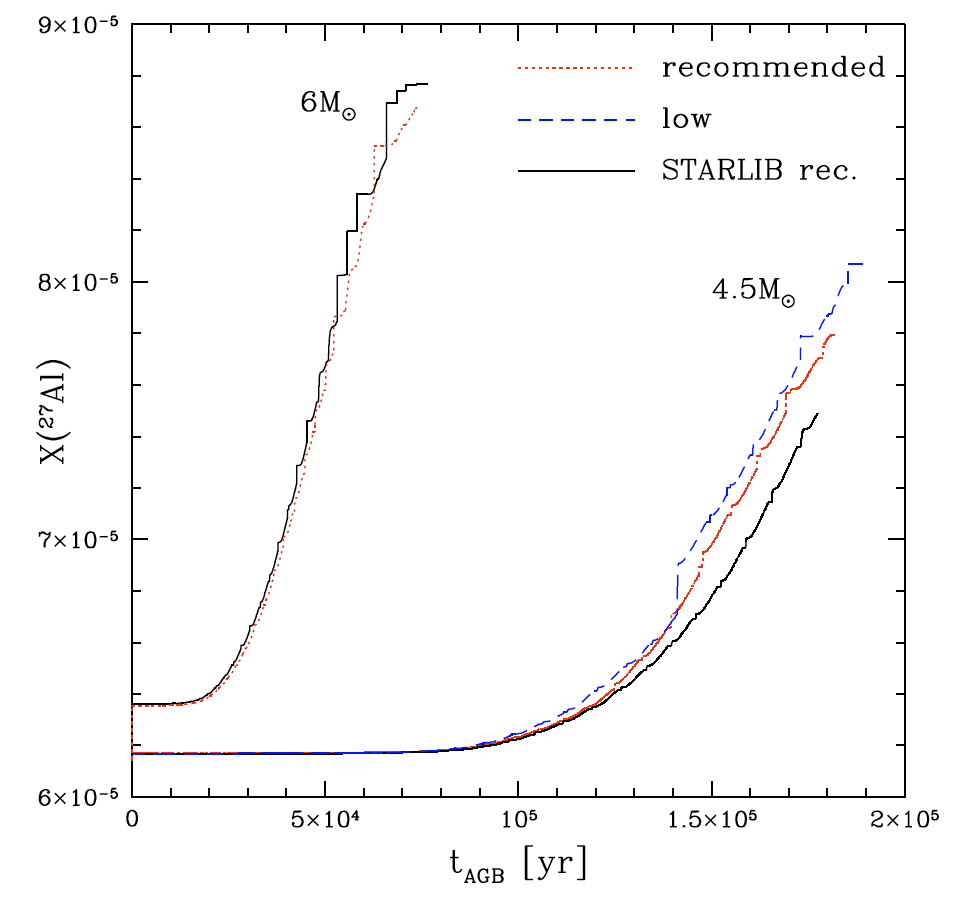 9×10⁻⁵
recommended
6M⊙
low
STARLIB rec.
8×10⁻⁵
4.5M⊙
X(²⁷Al)
7×10⁻⁵
6×10⁻⁵
0
5×10⁴
10⁵
1.5×10⁵
2×10⁵
t_AGB [yr]